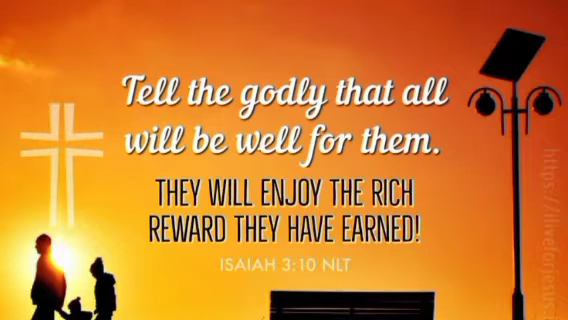 Tell the godly that all
will be well for them.
THEY WILL ENJOY THE RICH
REWARD THEY HAVE EARNED!
ISAIAH 3:10 NLT